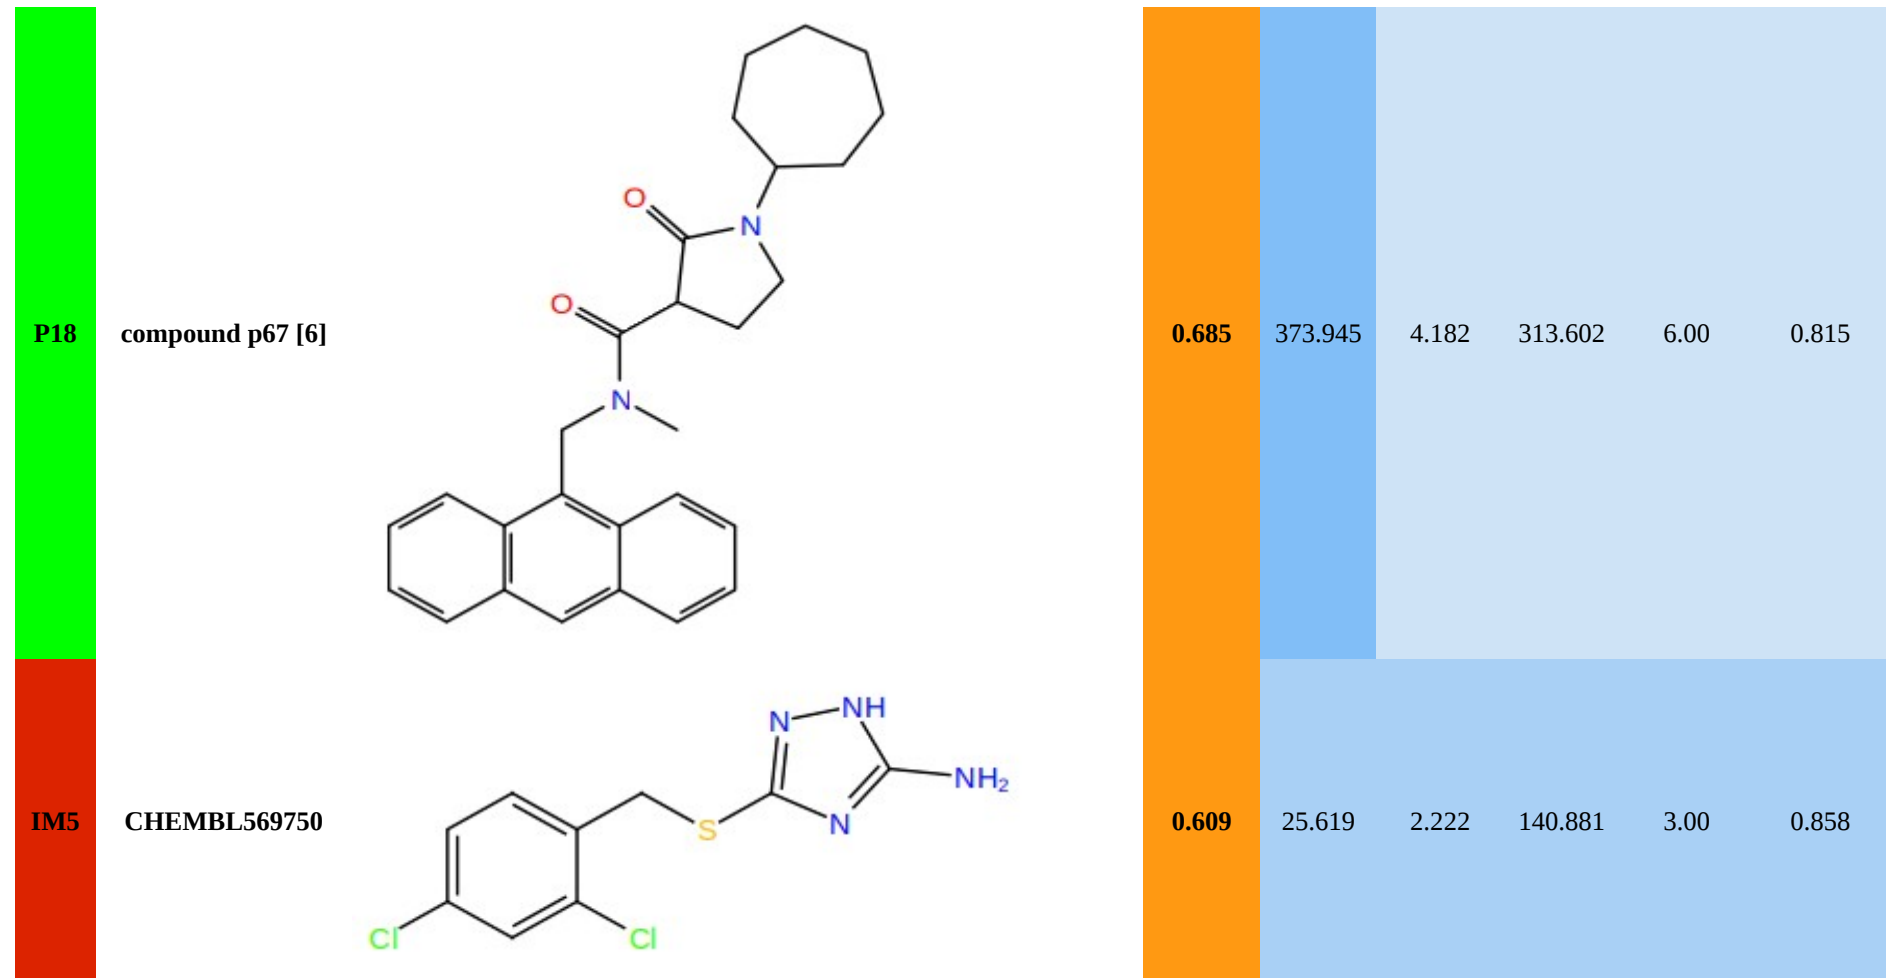 O
N
O
P18 compound p67 [6] 0.685 373.945 4.182 313.602 6.00 0.815
N
N NH
NH₂
IM5 CHEMBL569750 S N 0.609 25.619 2.222 140.881 3.00 0.858
Cl Cl